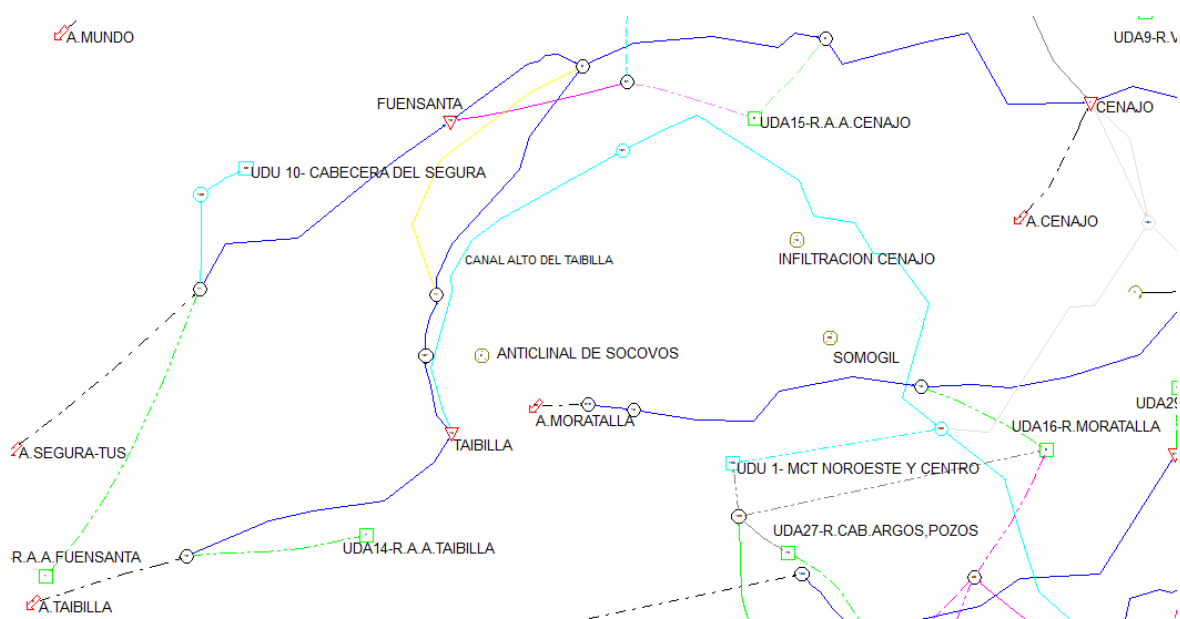 A.MUNDO
UDA9-R.V
FUENSANTA
CENAJO
UDA15-R.A.A.CENAJO
UDU 10- CABECERA DEL SEGURA
A.CENAJO
CANAL ALTO DEL TAIBILLA
INFILTRACION CENAJO
ANTICLINAL DE SOCOVOS
SOMOGIL
UDA29
A.MORATALLA
UDA16-R.MORATALLA
TAIBILLA
A.SEGURA-TUS
UDU 1- MCT NOROESTE Y CENTRO
UDA27-R.CAB.ARGOS,POZOS
R.A.A.FUENSANTA
UDA14-R.A.A.TAIBILLA
A.TAIBILLA